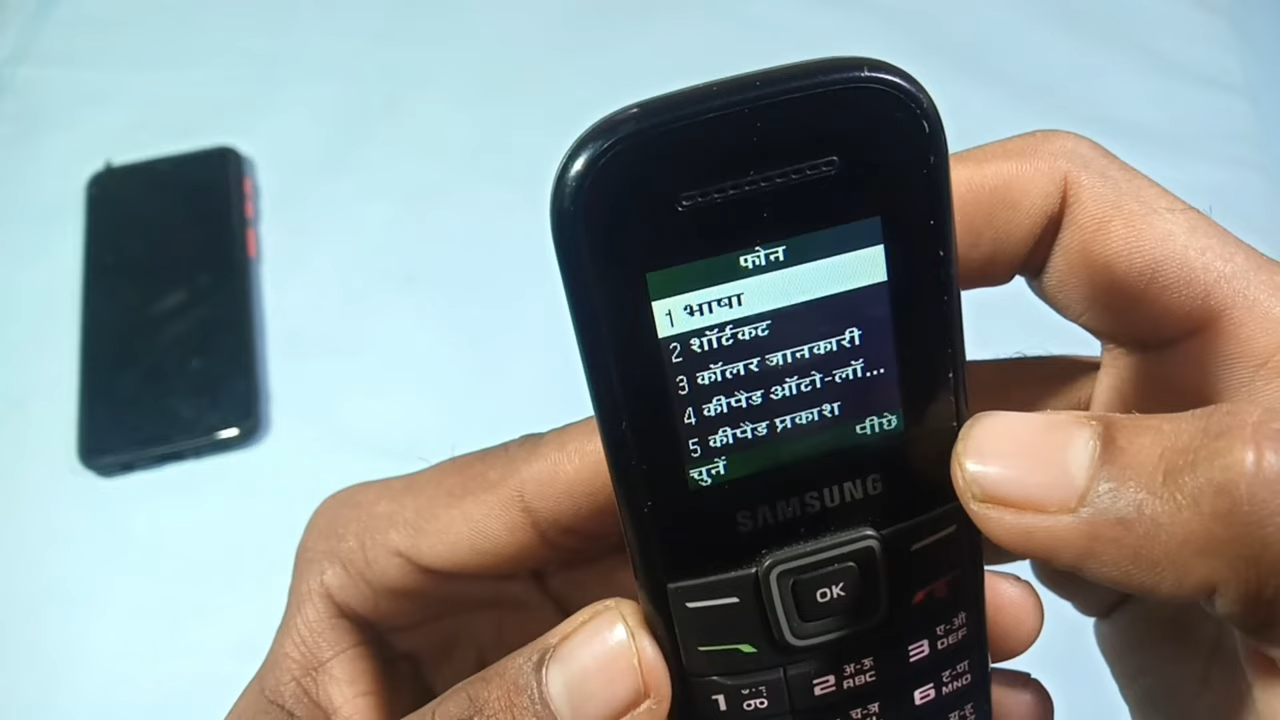 फोन
1 भाषा
2 शॉर्टकट
3 कॉलर जानकारी
4 कीपैड ऑटो-लॉ...
5 कीपैड प्रकाश
चुनें पीछे
SAMSUNG
OK
1
2 अ-ऊ ABC
3 ए-औ DEF
6 ट-ण MNO
च-ञ